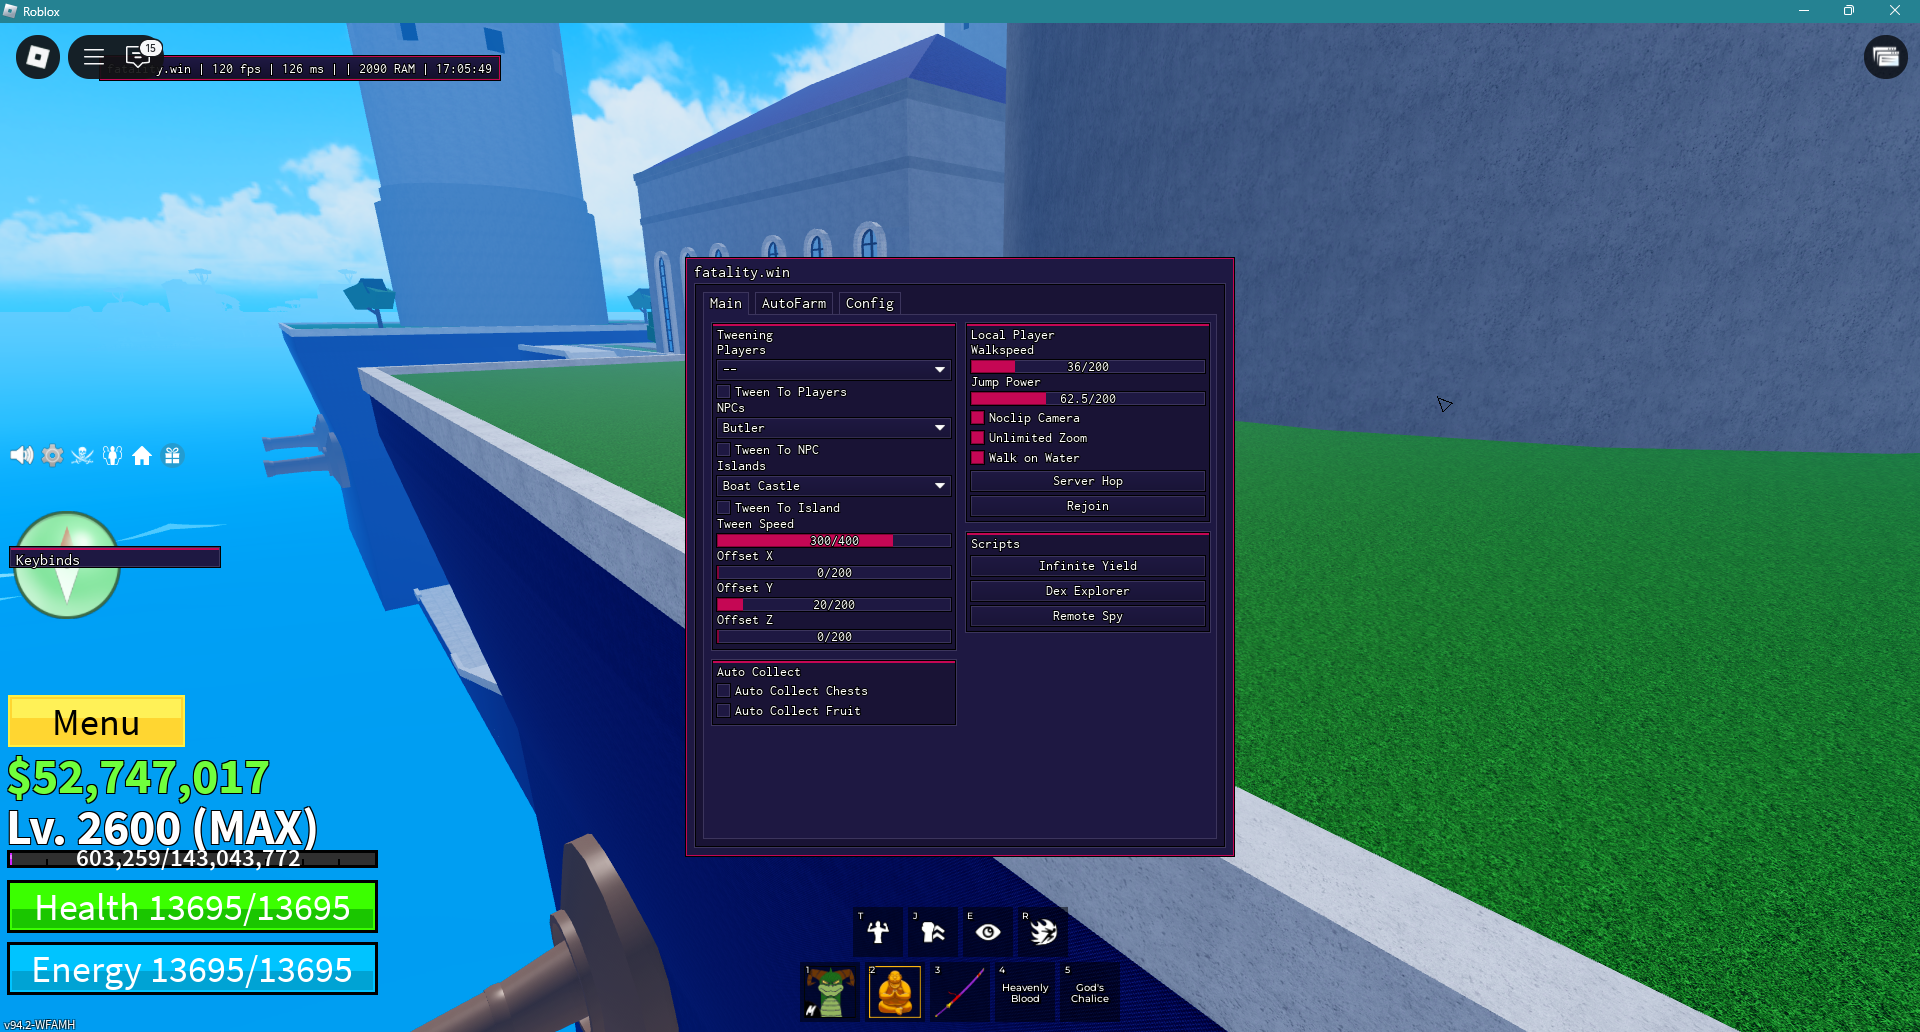 Roblox
15
.win | 120 fps | 126 ms | | 2090 RAM | 17:05:49
fatality.win
Main
AutoFarm
Config
Tweening
Players
--
Tween To Players
NPCs
Butler
Tween To NPC
Islands
Boat Castle
Tween To Island
Tween Speed
300/400
Offset X
0/200
Offset Y
20/200
Offset Z
0/200
Auto Collect
Auto Collect Chests
Auto Collect Fruit
Local Player
Walkspeed
36/200
Jump Power
62.5/200
Noclip Camera
Unlimited Zoom
Walk on Water
Server Hop
Rejoin
Scripts
Infinite Yield
Dex Explorer
Remote Spy
Keybinds
Menu
$52,747,017
Lv. 2600 (MAX)
603,259/143,043,772
Health 13695/13695
Energy 13695/13695
T
J
E
R
1
2
3
4
Heavenly
Blood
5
God's
Chalice
v94.2-WFAMH